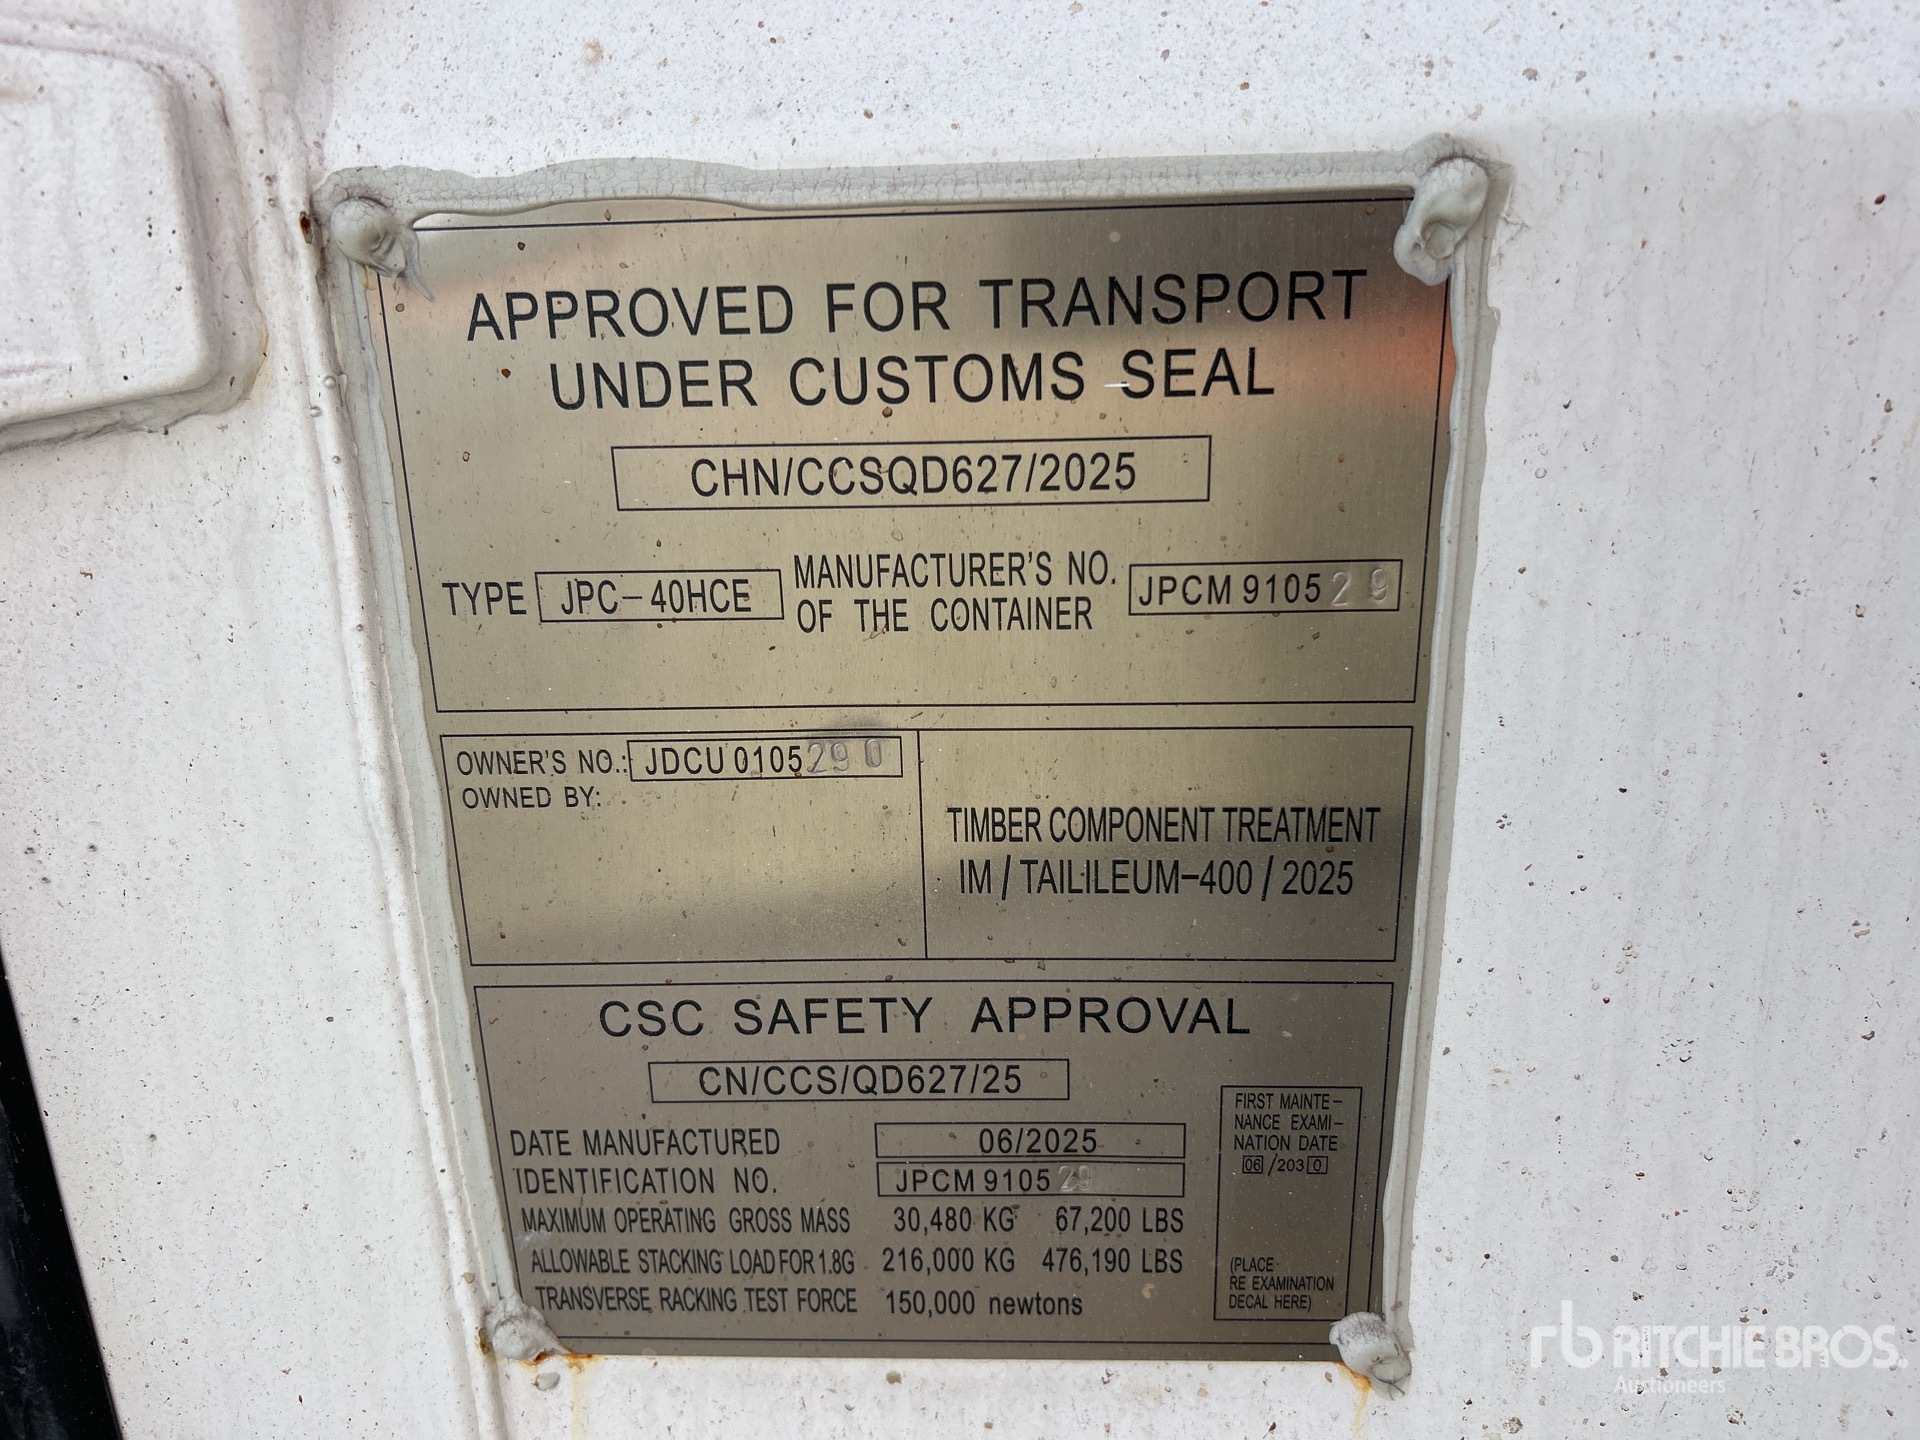 APPROVED FOR TRANSPORT
UNDER CUSTOMS SEAL
CHN/CCSQD627/2025
TYPE JPC-40HCE MANUFACTURER'S NO.
OF THE CONTAINER JPCM 910529
OWNER'S NO.: JDCU 0105290
OWNED BY:
TIMBER COMPONENT TREATMENT
IM / TAILILEUM-400 / 2025
CSC SAFETY APPROVAL
CN/CCS/QD627/25
DATE MANUFACTURED 06/2025
IDENTIFICATION NO. JPCM 910529
MAXIMUM OPERATING GROSS MASS 30,480 KG 67,200 LBS
ALLOWABLE STACKING LOAD FOR 1.8G 216,000 KG 476,190 LBS
TRANSVERSE RACKING TEST FORCE 150,000 newtons
FIRST MAINTE-
NANCE EXAMI-
NATION DATE
06/2030
(PLACE
RE EXAMINATION
DECAL HERE)
rb RITCHIE BROS.
Auctioneers